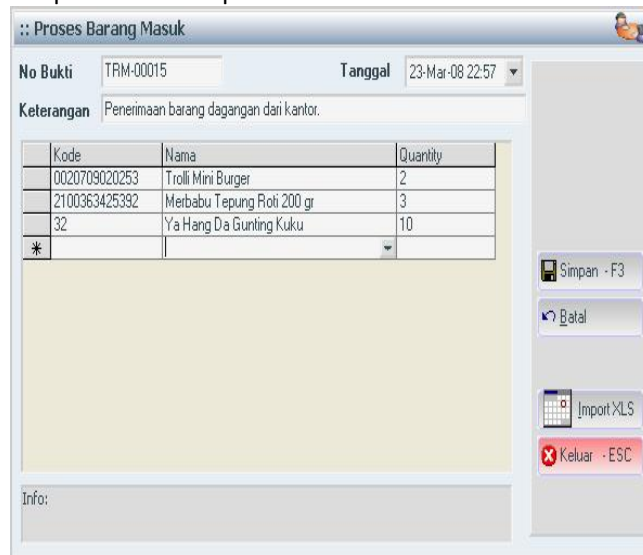 :: Proses Barang Masuk
No Bukti TRM-00015 Tanggal 23-Mar-08 22:57
Keterangan Penerimaan barang dagangan dari kantor.
Kode Nama Quantity
0020709020253 Trolli Mini Burger 2
2100363425392 Merbabu Tepung Roti 200 gr 3
32 Ya Hang Da Gunting Kuku 10
*
Simpan - F3
Batal
Import XLS
Keluar - ESC
Info: